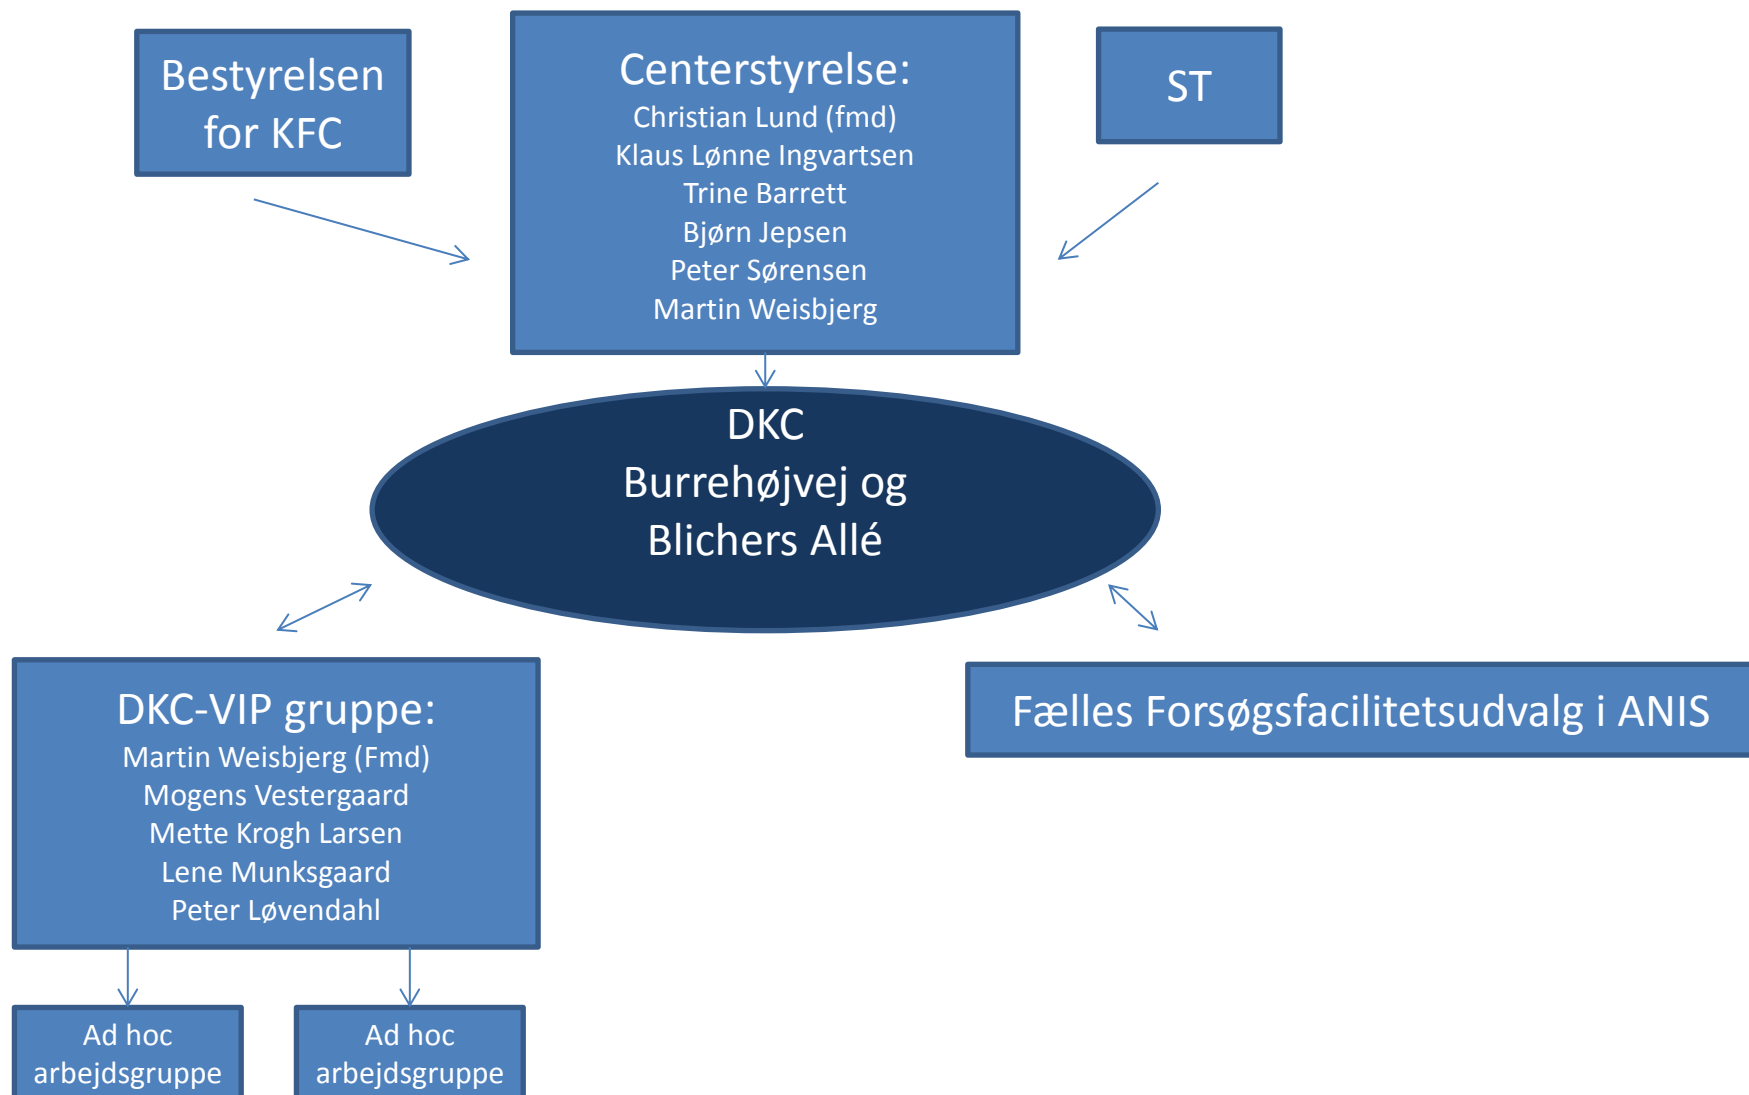 Bestyrelsen
for KFC
Centerstyrelse:
Christian Lund (fmd)
Klaus Lønne Ingvartsen
Trine Barrett
Bjørn Jepsen
Peter Sørensen
Martin Weisbjerg
ST
DKC
Burrehøjvej og
Blichers Allé
DKC-VIP gruppe:
Martin Weisbjerg (Fmd)
Mogens Vestergaard
Mette Krogh Larsen
Lene Munksgaard
Peter Løvendahl
Fælles Forsøgsfacilitetsudvalg i ANIS
Ad hoc
arbejdsgruppe
Ad hoc
arbejdsgruppe